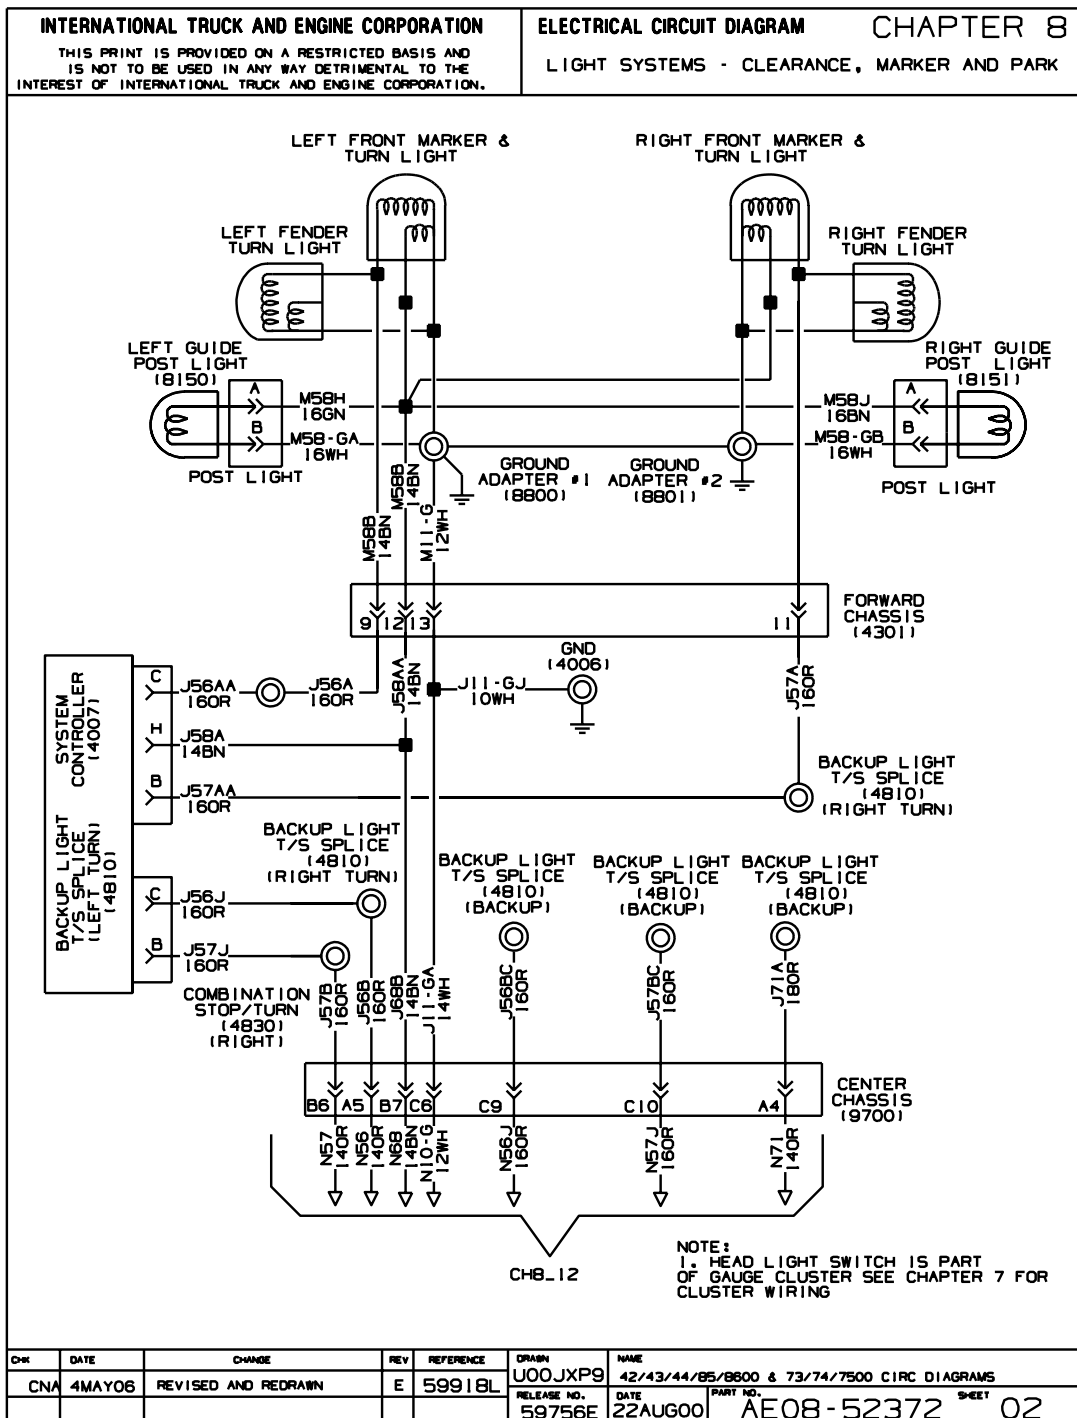 INTERNATIONAL TRUCK AND ENGINE CORPORATION
THIS PRINT IS PROVIDED ON A RESTRICTED BASIS AND
IS NOT TO BE USED IN ANY WAY DETRIMENTAL TO THE
INTEREST OF INTERNATIONAL TRUCK AND ENGINE CORPORATION.
ELECTRICAL CIRCUIT DIAGRAM
CHAPTER 8
LIGHT SYSTEMS - CLEARANCE, MARKER AND PARK
LEFT FRONT MARKER &
TURN LIGHT
RIGHT FRONT MARKER &
TURN LIGHT
LEFT FENDER
TURN LIGHT
RIGHT FENDER
TURN LIGHT
LEFT GUIDE
POST LIGHT
(8150)
RIGHT GUIDE
POST LIGHT
(8151)
A
M58H
16GN
B
M58-GA
16WH
POST LIGHT
M58J
16BN
A
M58-GB
16WH
B
POST LIGHT
GROUND
ADAPTER #1
(8800)
GROUND
ADAPTER #2
(8801)
M58B
14BN
M58B
14BN
M11-G
12WH
9
12
13
11
FORWARD
CHASSIS
(4301)
GND
(4006)
J58AA
14BN
J11-GJ
10WH
J57A
16OR
SYSTEM
CONTROLLER
(4007)
C
J56AA
16OR
J56A
16OR
H
J58A
14BN
B
J57AA
16OR
BACKUP LIGHT
T/S SPLICE
(4810)
(RIGHT TURN)
BACKUP LIGHT
T/S SPLICE
(LEFT TURN)
(4810)
BACKUP LIGHT
T/S SPLICE
(4810)
(RIGHT TURN)
BACKUP LIGHT
T/S SPLICE
(4810)
(BACKUP)
BACKUP LIGHT
T/S SPLICE
(4810)
(BACKUP)
BACKUP LIGHT
T/S SPLICE
(4810)
(BACKUP)
C
J56J
16OR
B
J57J
16OR
COMBINATION
STOP/TURN
(4830)
(RIGHT)
J57B
16OR
J56B
16OR
J68B
14BN
J11-GA
14WH
J56BC
16OR
J57BC
16OR
J71A
18OR
B6
A5
B7
C6
C9
C10
A4
CENTER
CHASSIS
(9700)
N57
14OR
N56
14OR
N68
14BN
N10-G
12WH
N56J
16OR
N57J
16OR
N71
14OR
CH8_12
NOTE:
1. HEAD LIGHT SWITCH IS PART
OF GAUGE CLUSTER SEE CHAPTER 7 FOR
CLUSTER WIRING
CHK
DATE
CHANGE
REV
REFERENCE
CNA
4MAY06
REVISED AND REDRAWN
E
59918L
DRAWN
U00JXP9
NAME
42/43/44/85/8600 & 73/74/7500 CIRC DIAGRAMS
RELEASE NO.
59756E
DATE
22AUG00
PART NO.
AE08-52372
SHEET
02